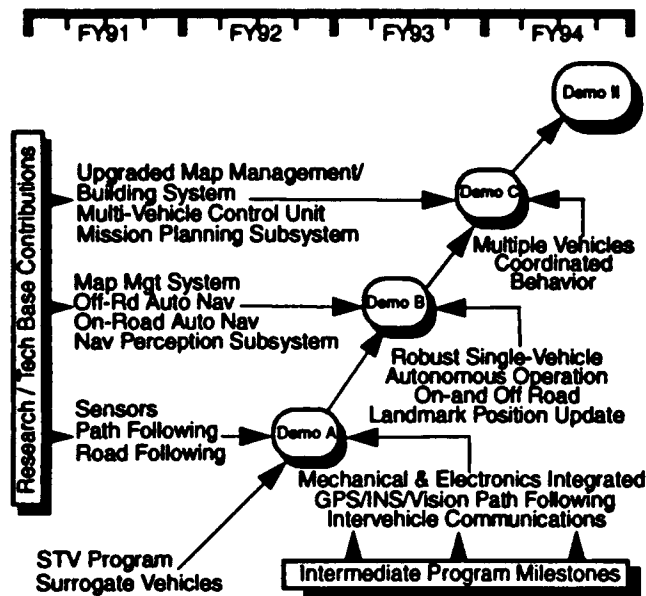 FY91 FY92 FY93 FY94
Demo II
Research / Tech Base Contributions
Upgraded Map Management/
Building System
Multi-Vehicle Control Unit
Mission Planning Subsystem
Demo C
Multiple Vehicles
Coordinated
Behavior
Map Mgt System
Off-Rd Auto Nav
On-Road Auto Nav
Nav Perception Subsystem
Demo B
Robust Single-Vehicle
Autonomous Operation
On-and Off Road
Landmark Position Update
Sensors
Path Following
Road Following
Demo A
Mechanical & Electronics Integrated
GPS/INS/Vision Path Following
Intervehicle Communications
STV Program
Surrogate Vehicles
Intermediate Program Milestones